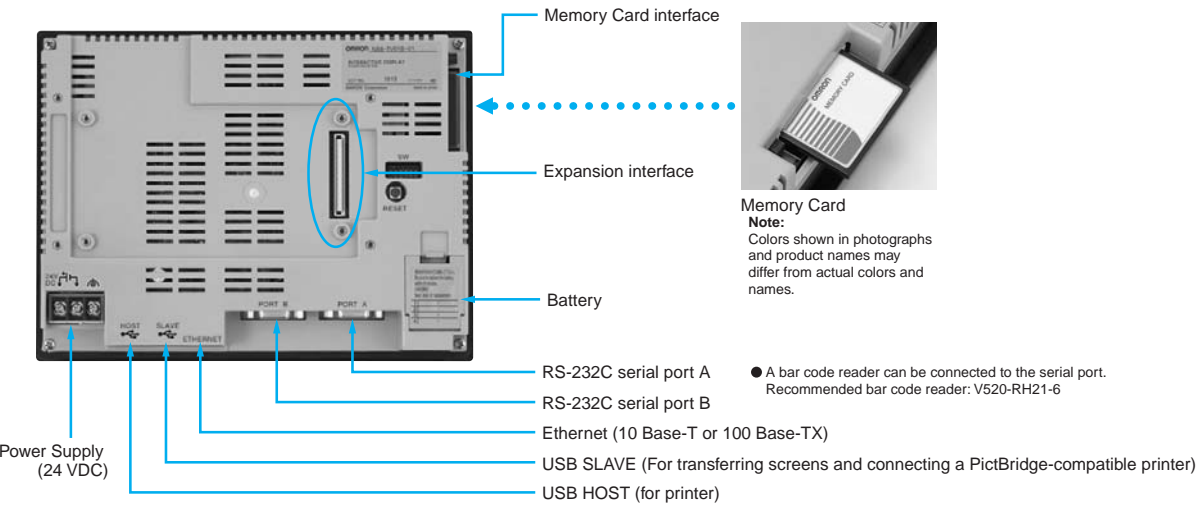 Memory Card interface
OMRON
INTERACTIVE DISPLAY
OMRON
MEMORY CARD
SW
Expansion interface
RESET
Memory Card
Note:
Colors shown in photographs
and product names may
differ from actual colors and
names.
24V
DC
Battery
PORT B
PORT A
HOST
SLAVE
ETHERNET
RS-232C serial port A
● A bar code reader can be connected to the serial port.
Recommended bar code reader: V520-RH21-6
RS-232C serial port B
Ethernet (10 Base-T or 100 Base-TX)
Power Supply
(24 VDC)
USB SLAVE (For transferring screens and connecting a PictBridge-compatible printer)
USB HOST (for printer)